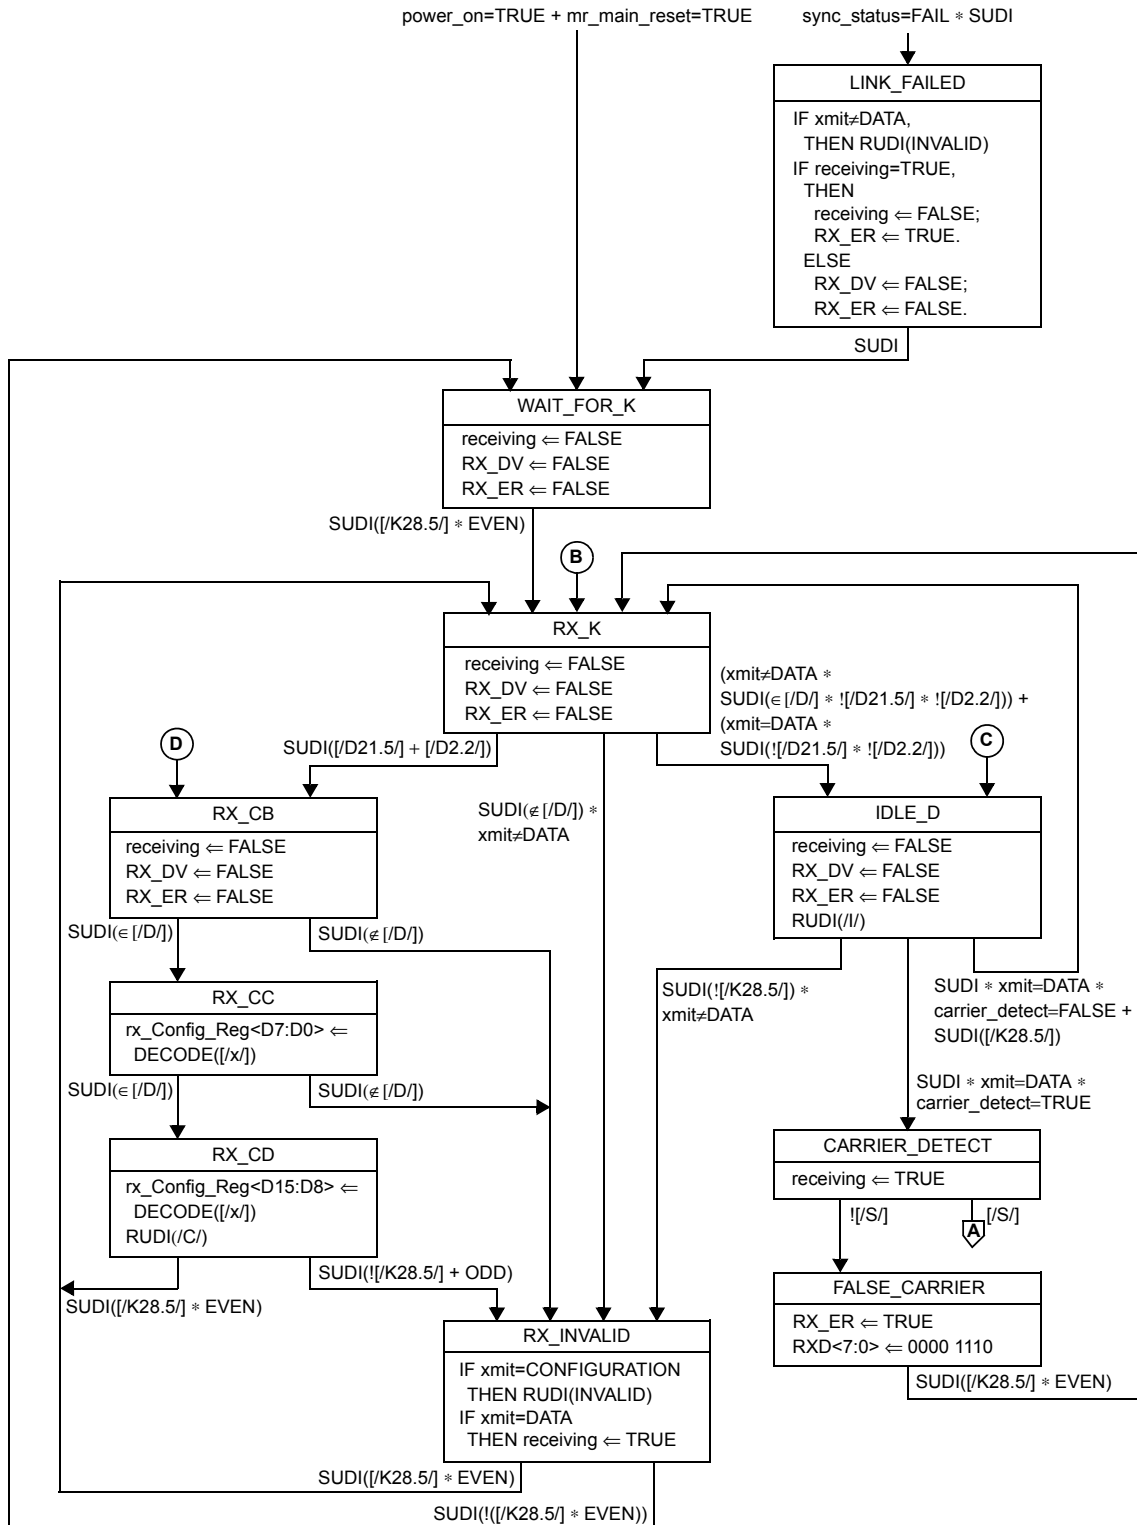 power_on=TRUE + mr_main_reset=TRUE
sync_status=FAIL ∗ SUDI
LINK_FAILED
IF xmit≠DATA,
THEN RUDI(INVALID)
IF receiving=TRUE,
THEN
receiving ⇐ FALSE;
RX_ER ⇐ TRUE.
ELSE
RX_DV ⇐ FALSE;
RX_ER ⇐ FALSE.
SUDI
WAIT_FOR_K
receiving ⇐ FALSE
RX_DV ⇐ FALSE
RX_ER ⇐ FALSE
SUDI([/K28.5/] ∗ EVEN)
B
RX_K
receiving ⇐ FALSE
RX_DV ⇐ FALSE
RX_ER ⇐ FALSE
(xmit≠DATA ∗
SUDI(∈[/D/] ∗ ![/D21.5/] ∗ ![/D2.2/])) +
(xmit=DATA ∗
SUDI(![/D21.5/] ∗ ![/D2.2/]))
D
SUDI([/D21.5/] + [/D2.2/])
C
SUDI(∉[/D/]) ∗
xmit≠DATA
RX_CB
receiving ⇐ FALSE
RX_DV ⇐ FALSE
RX_ER ⇐ FALSE
IDLE_D
receiving ⇐ FALSE
RX_DV ⇐ FALSE
RX_ER ⇐ FALSE
RUDI(/I/)
SUDI(∈[/D/])
SUDI(∉[/D/])
RX_CC
rx_Config_Reg<D7:D0> ⇐
DECODE([/x/])
SUDI(![/K28.5/]) ∗
xmit≠DATA
SUDI ∗ xmit=DATA ∗
carrier_detect=FALSE +
SUDI([/K28.5/])
SUDI(∈[/D/])
SUDI(∉[/D/])
SUDI ∗ xmit=DATA ∗
carrier_detect=TRUE
RX_CD
rx_Config_Reg<D15:D8> ⇐
DECODE([/x/])
RUDI(/C/)
CARRIER_DETECT
receiving ⇐ TRUE
![/S/]
[/S/]
A
SUDI(![/K28.5/] + ODD)
SUDI([/K28.5/] ∗ EVEN)
FALSE_CARRIER
RX_ER ⇐ TRUE
RXD<7:0> ⇐ 0000 1110
SUDI([/K28.5/] ∗ EVEN)
RX_INVALID
IF xmit=CONFIGURATION
THEN RUDI(INVALID)
IF xmit=DATA
THEN receiving ⇐ TRUE
SUDI([/K28.5/] ∗ EVEN)
SUDI(!([/K28.5/] ∗ EVEN))